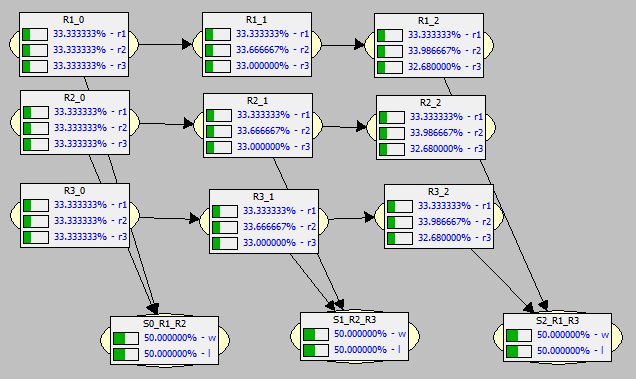 R1_0
33.333333% - r1
33.333333% - r2
33.333333% - r3
R1_1
33.333333% - r1
33.666667% - r2
33.000000% - r3
R1_2
33.333333% - r1
33.986667% - r2
32.680000% - r3
R2_0
33.333333% - r1
33.333333% - r2
33.333333% - r3
R2_1
33.333333% - r1
33.666667% - r2
33.000000% - r3
R2_2
33.333333% - r1
33.986667% - r2
32.680000% - r3
R3_0
33.333333% - r1
33.333333% - r2
33.333333% - r3
R3_1
33.333333% - r1
33.666667% - r2
33.000000% - r3
R3_2
33.333333% - r1
33.986667% - r2
32.680000% - r3
S0_R1_R2
50.000000% - w
50.000000% - l
S1_R2_R3
50.000000% - w
50.000000% - l
S2_R1_R3
50.000000% - w
50.000000% - l